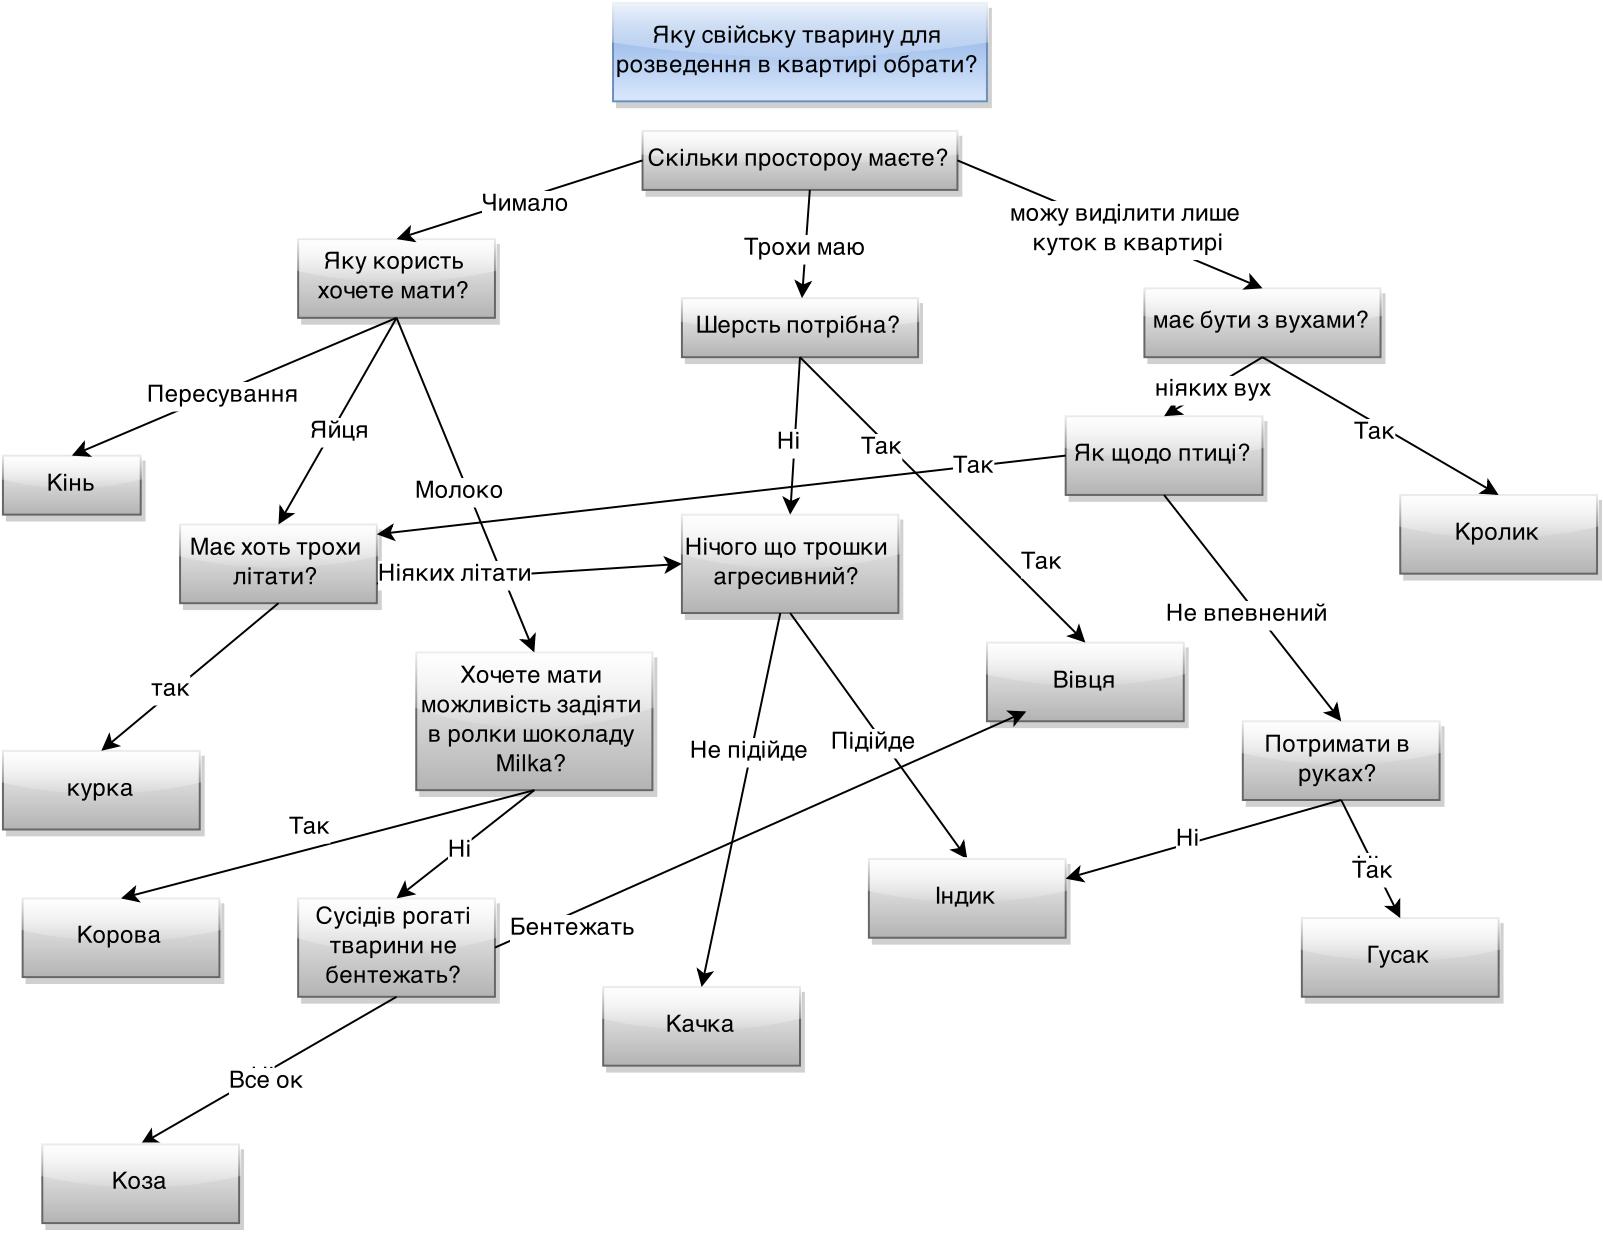 Яку свійську тварину для
розведення в квартирі обрати?
Скільки простороу маєте?
Чимало
Трохи маю
можу виділити лише
куток в квартирі
Яку користь
хочете мати?
Шерсть потрібна?
має бути з вухами?
Пересування
Яйця
Молоко
Ні
Так
Так
ніяких вух
Так
Як щодо птиці?
Так
Кінь
Кролик
Має хоть трохи
літати?
Ніяких літати
Нічого що трошки
агресивний?
Не впевнений
так
Хочете мати
можливість задіяти
в ролки шоколаду
Milka?
Вівця
Не підійде
Підійде
Потримати в
руках?
курка
Так
Ні
Ні
Так
Корова
Сусідів рогаті
тварини не
бентежать?
Бентежать
Індик
Гусак
Качка
Все ок
Коза